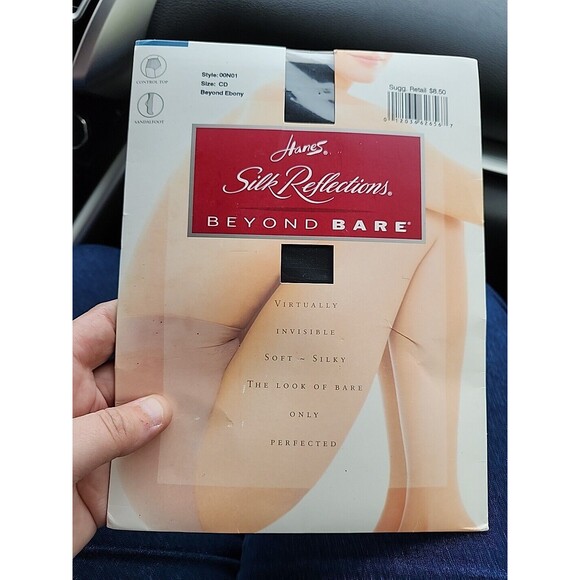 CONTROL TOP
SANDALFOOT
Style: 00N01
Size: CD
Beyond Ebony
Sugg. Retail $8.50
Hanes®
Silk Reflections®
BEYOND BARE®
VIRTUALLY
INVISIBLE
SOFT – SILKY
THE LOOK OF BARE
ONLY
PERFECTED